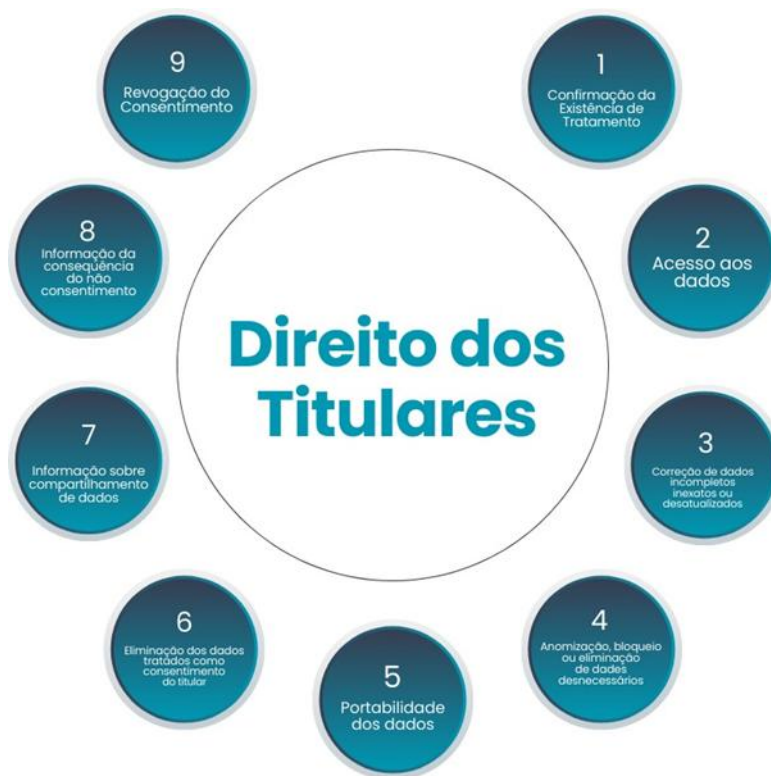 Direito dos
Titulares
1
Confirmação da
Existência de
Tratamento
2
Acesso aos
dados
3
Correção de dados
incompletos
inexatos ou
desatualizados
4
Anomização, bloqueio
ou eliminação
de dades
desnecessários
5
Portabilidade
dos dados
6
Eliminação dos dados
tratados como
consentimento
do titular
7
Informação sobre
compartilhamento
de dados
8
Informação da
consequência
do não
consentimento
9
Revogação do
Consentimento